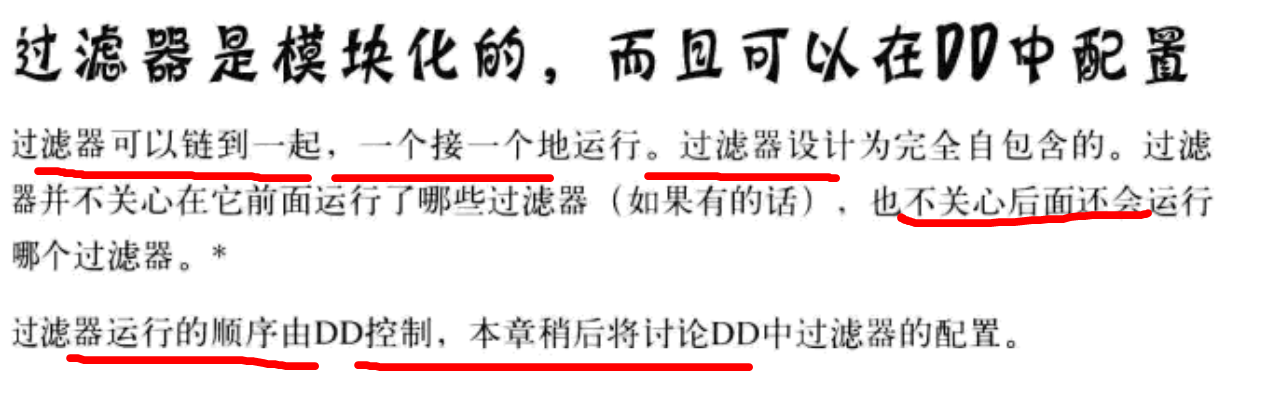 过滤器是模块化的，而且可以在DD中配置
过滤器可以链到一起，一个接一个地运行。过滤器设计为完全自包含的。过滤
器并不关心在它前面运行了哪些过滤器（如果有的话），也不关心后面还会运行
哪个过滤器。*
过滤器运行的顺序由DD控制，本章稍后将讨论DD中过滤器的配置。